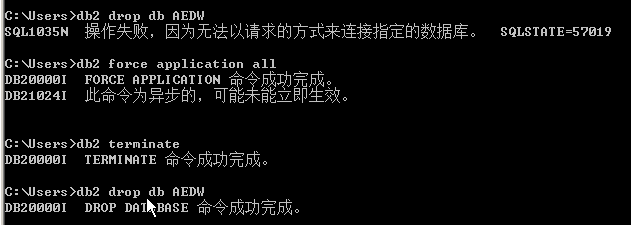 C:\Users>db2 drop db AEDW
SQL1035N  操作失败，因为无法以请求的方式来连接指定的数据库。  SQLSTATE=57019
C:\Users>db2 force application all
DB20000I  FORCE APPLICATION 命令成功完成。
DB21024I  此命令为异步的，可能未能立即生效。
C:\Users>db2 terminate
DB20000I  TERMINATE 命令成功完成。
C:\Users>db2 drop db AEDW
DB20000I  DROP DATABASE 命令成功完成。